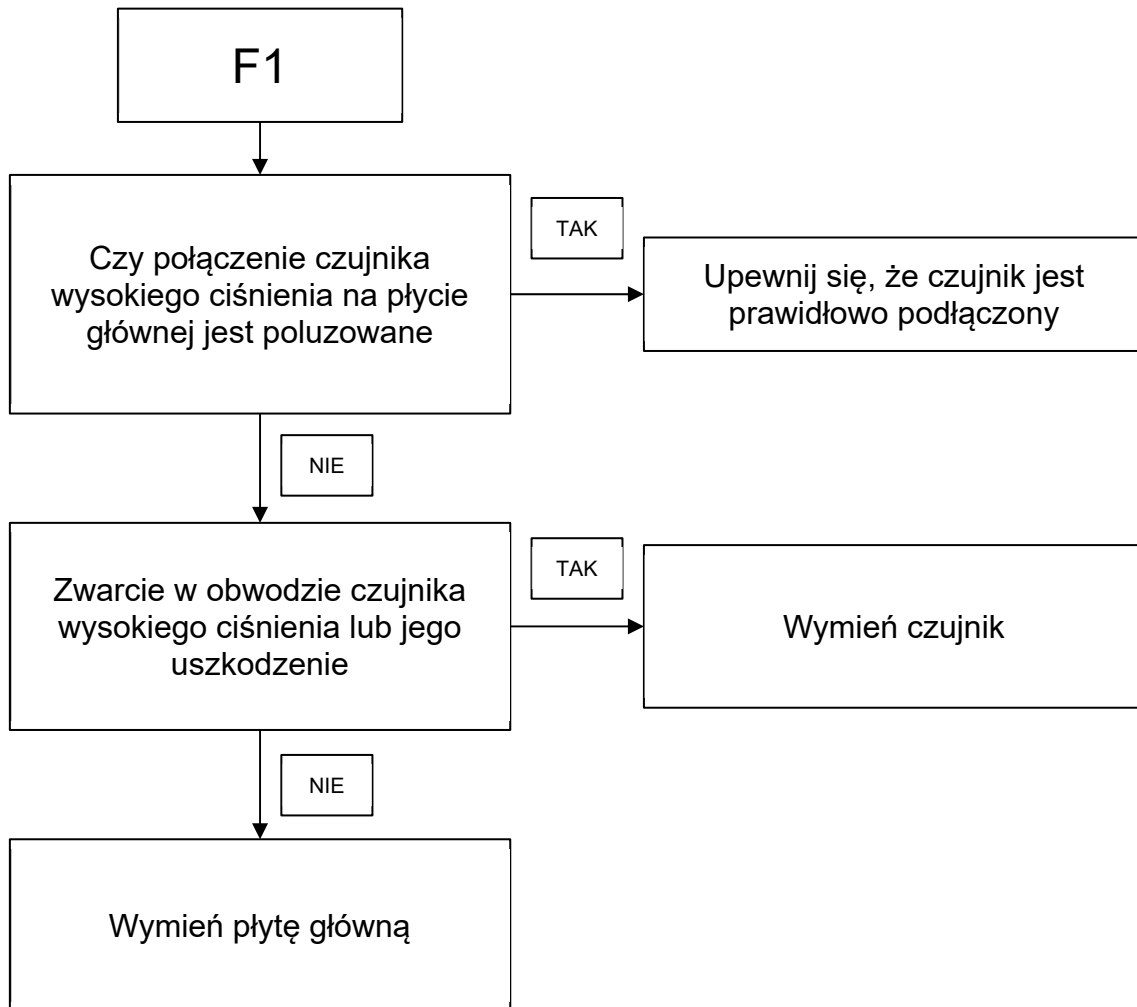 F1
Czy połączenie czujnika
wysokiego ciśnienia na płycie
głównej jest poluzowane
TAK
Upewnij się, że czujnik jest
prawidłowo podłączony
NIE
Zwarcie w obwodzie czujnika
wysokiego ciśnienia lub jego
uszkodzenie
TAK
Wymień czujnik
NIE
Wymień płytę główną